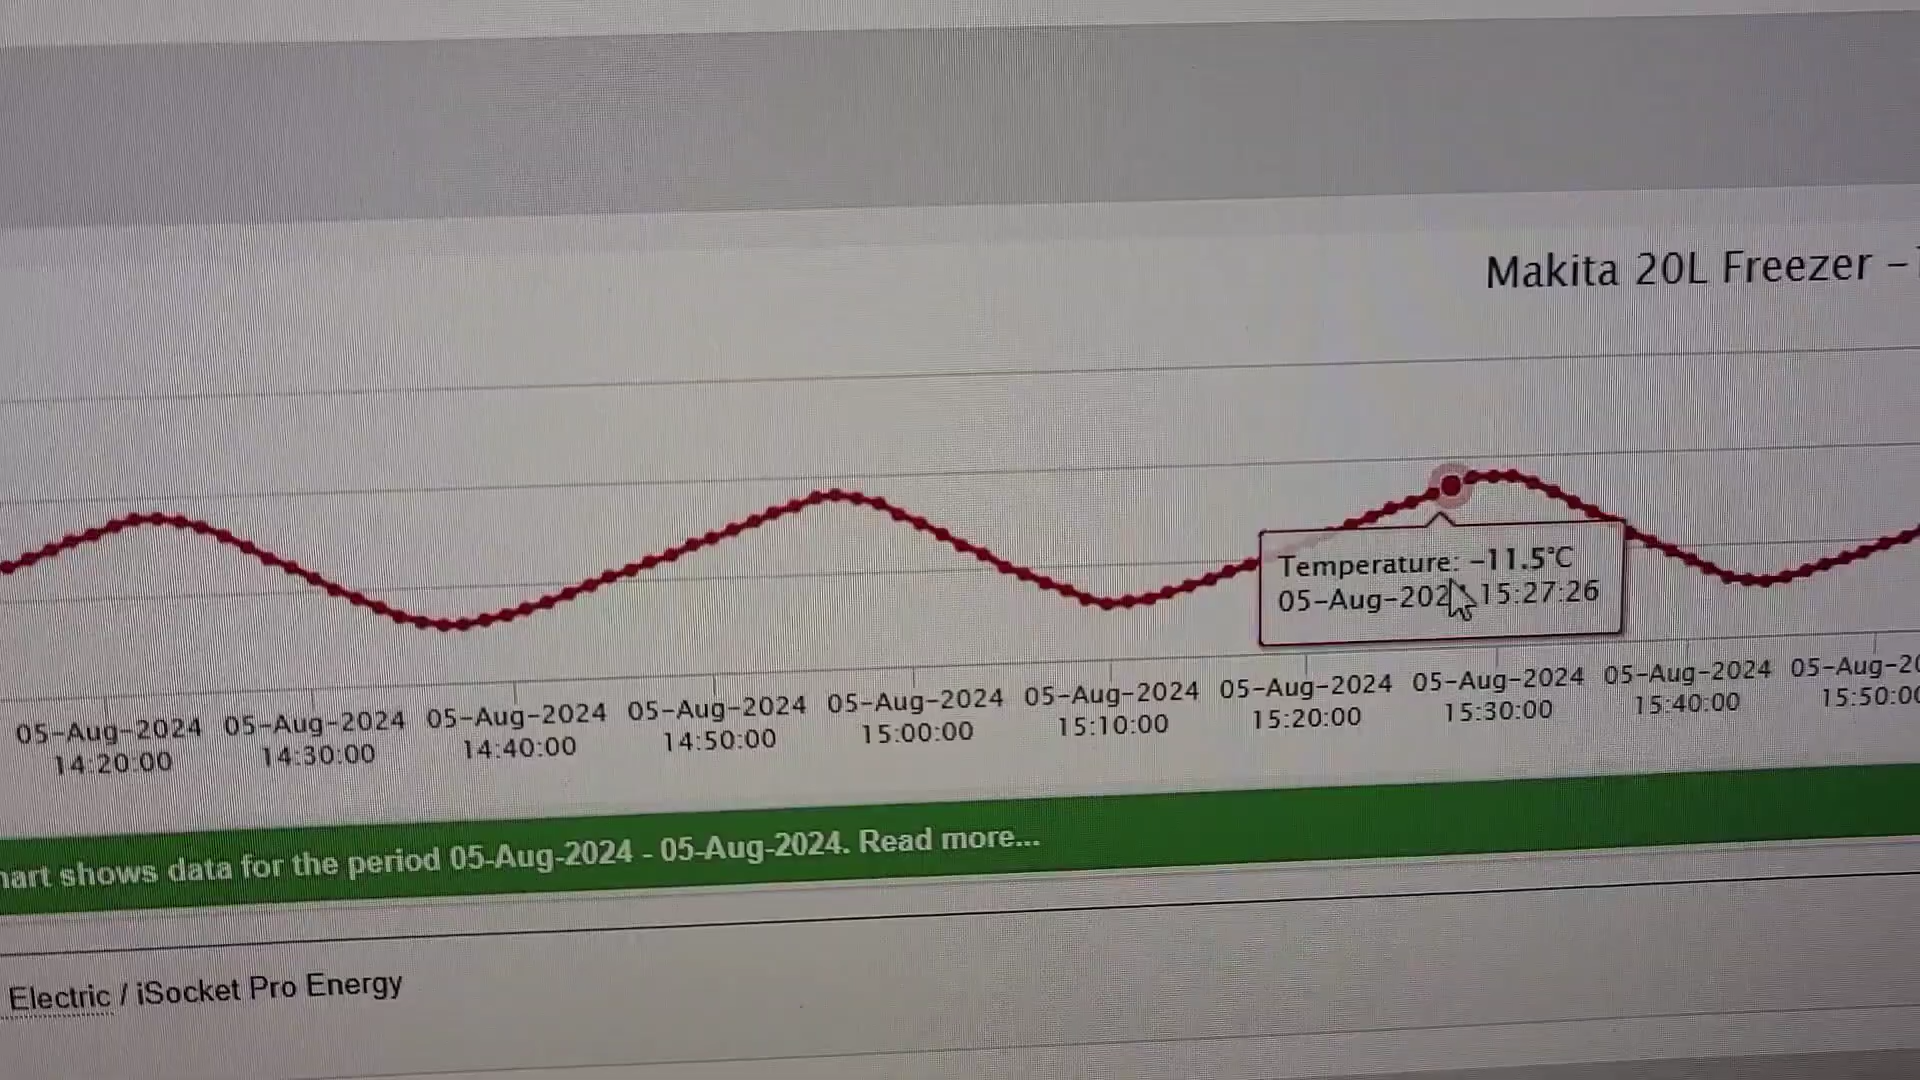 Makita 20L Freezer –
Temperature: –11.5°C
05–Aug–202 15:27:26
05–Aug–2024 05–Aug–2024 05–Aug–2024 05–Aug–2024 05–Aug–2024 05–Aug–2024 05–Aug–2024 05–Aug–2024 05–Aug–2024 05–Aug–20
14:20:00 14:30:00 14:40:00 14:50:00 15:00:00 15:10:00 15:20:00 15:30:00 15:40:00 15:50:00
hart shows data for the period 05-Aug-2024 - 05-Aug-2024. Read more...
Electric / iSocket Pro Energy